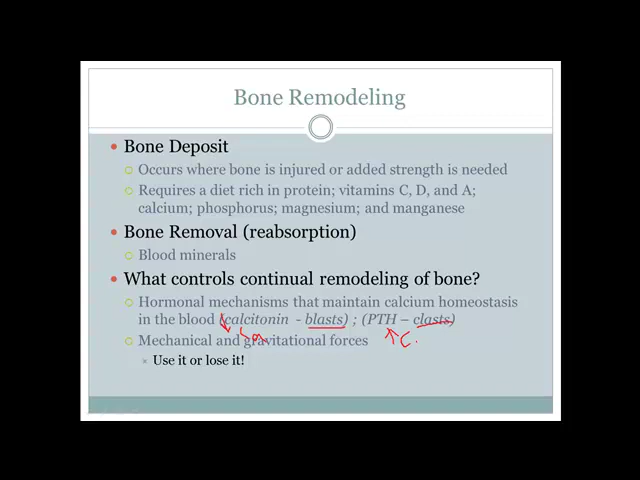 Bone Remodeling
• Bone Deposit
Occurs where bone is injured or added strength is needed
Requires a diet rich in protein; vitamins C, D, and A;
calcium; phosphorus; magnesium; and manganese
• Bone Removal (reabsorption)
Blood minerals
• What controls continual remodeling of bone?
Hormonal mechanisms that maintain calcium homeostasis
in the blood (calcitonin - blasts) ; (PTH – clasts)
Mechanical and gravitational forces
× Use it or lose it!